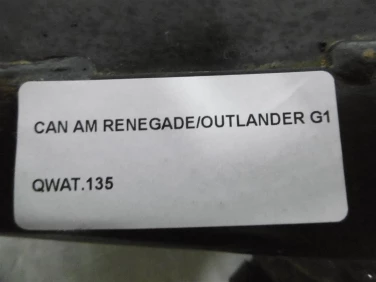 CAN AM RENEGADE/OUTLANDER G1
QWAT.135